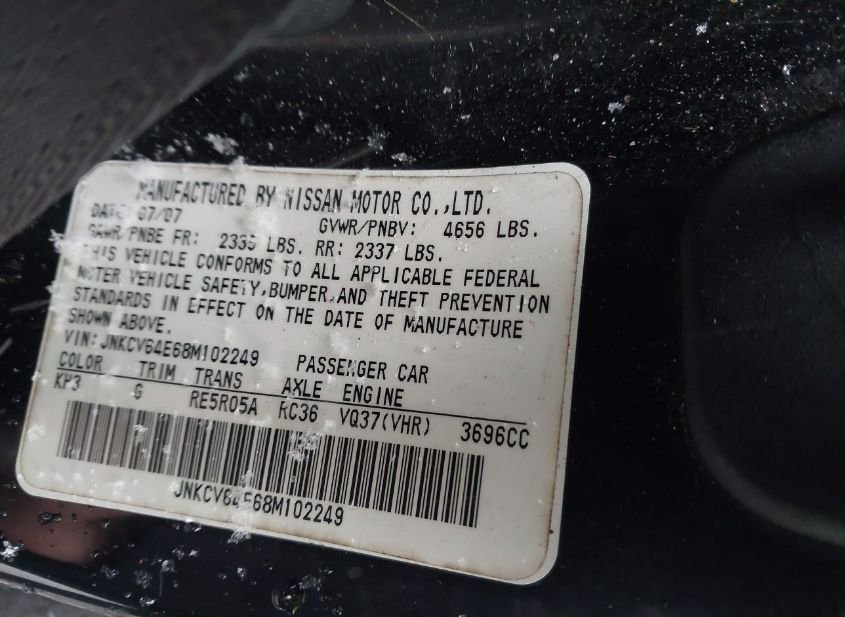 MANUFACTURED BY NISSAN MOTOR CO.,LTD.
DATE 07/07 GVWR/PNBV: 4656 LBS.
GAWR/PNBE FR: 2335 LBS. RR: 2337 LBS.
THIS VEHICLE CONFORMS TO ALL APPLICABLE FEDERAL
MOTER VEHICLE SAFETY,BUMPER,AND THEFT PREVENTION
STANDARDS IN EFFECT ON THE DATE OF MANUFACTURE
SHOWN ABOVE.
VIN:JNKCV64E68M102249 PASSENGER CAR
COLOR TRIM TRANS AXLE ENGINE
KH3 G RE5R05A RC36 VQ37(VHR) 3696CC
JNKCV64E68M102249